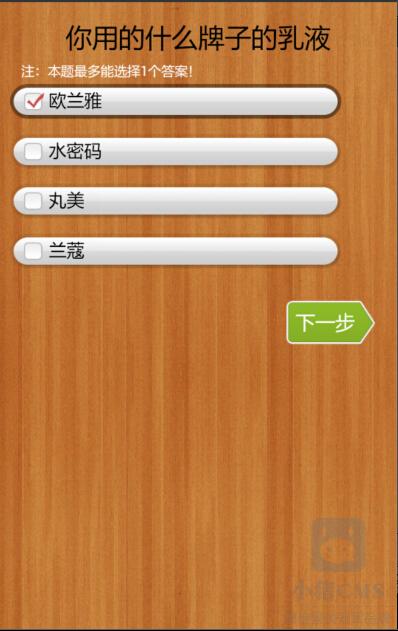 你用的什么牌子的乳液
注：本题最多能选择1个答案!
欧兰雅
水密码
丸美
兰蔻
下一步
小猪CMS